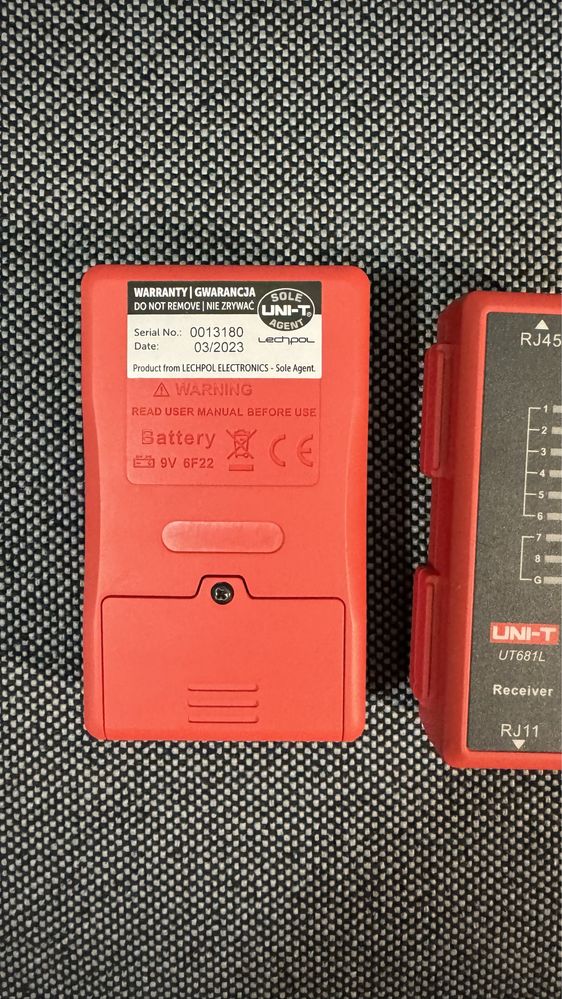 WARRANTY | GWARANCJA
DO NOT REMOVE | NIE ZRYWAĆ
SOLE
UNI-T®
AGENT
Lechpol
Serial No.: 0013180
Date: 03/2023
Product from LECHPOL ELECTRONICS - Sole Agent.
⚠ WARNING
READ USER MANUAL BEFORE USE
Battery
9V 6F22
CE
RJ45
1
2
3
4
5
6
7
8
G
UNI-T
UT681L
Receiver
RJ11